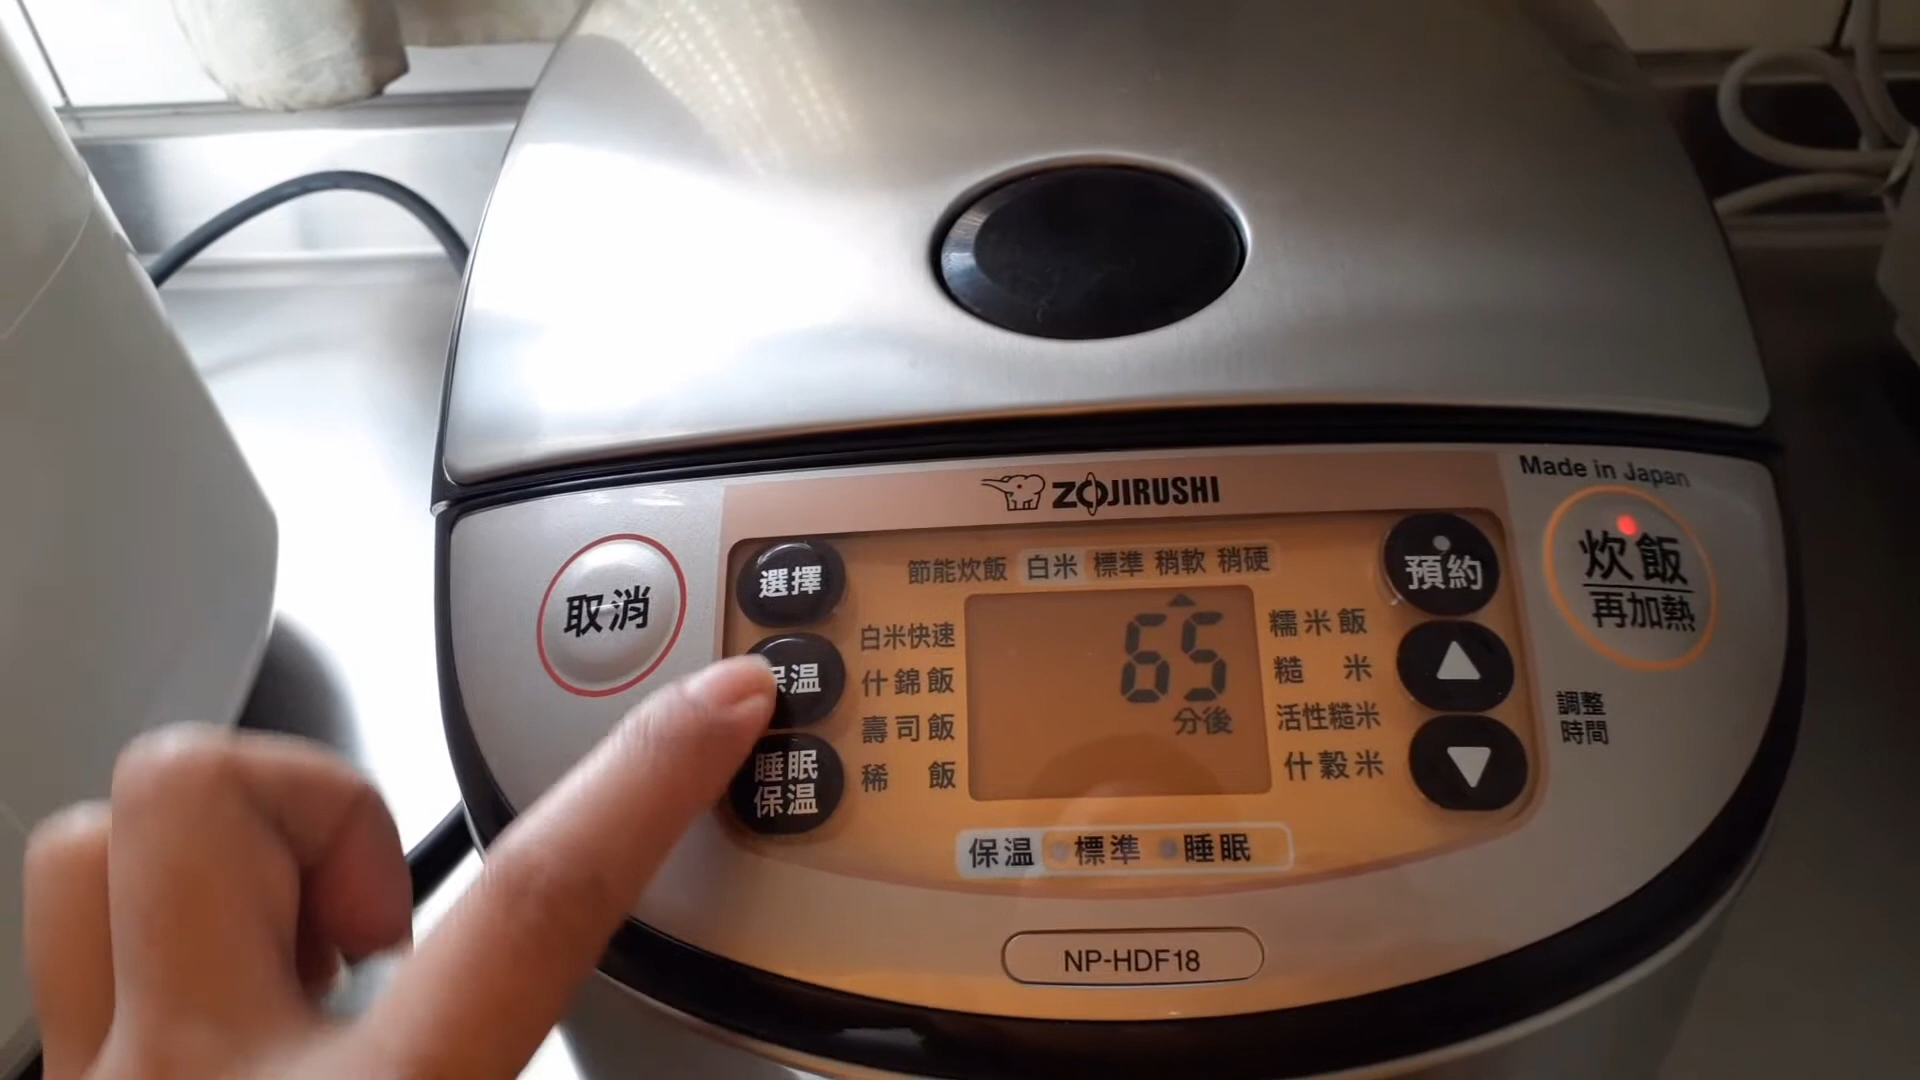 ZOJIRUSHI
Made in Japan
取消
選擇
保温
睡眠
保温
節能炊飯 白米 標準 稍軟 稍硬
白米快速
什錦飯
壽司飯
稀 飯
65
分後
糯米飯
糙 米
活性糙米
什穀米
預約
▲
▼
炊飯
再加熱
調整
時間
保温 標準 睡眠
NP-HDF18